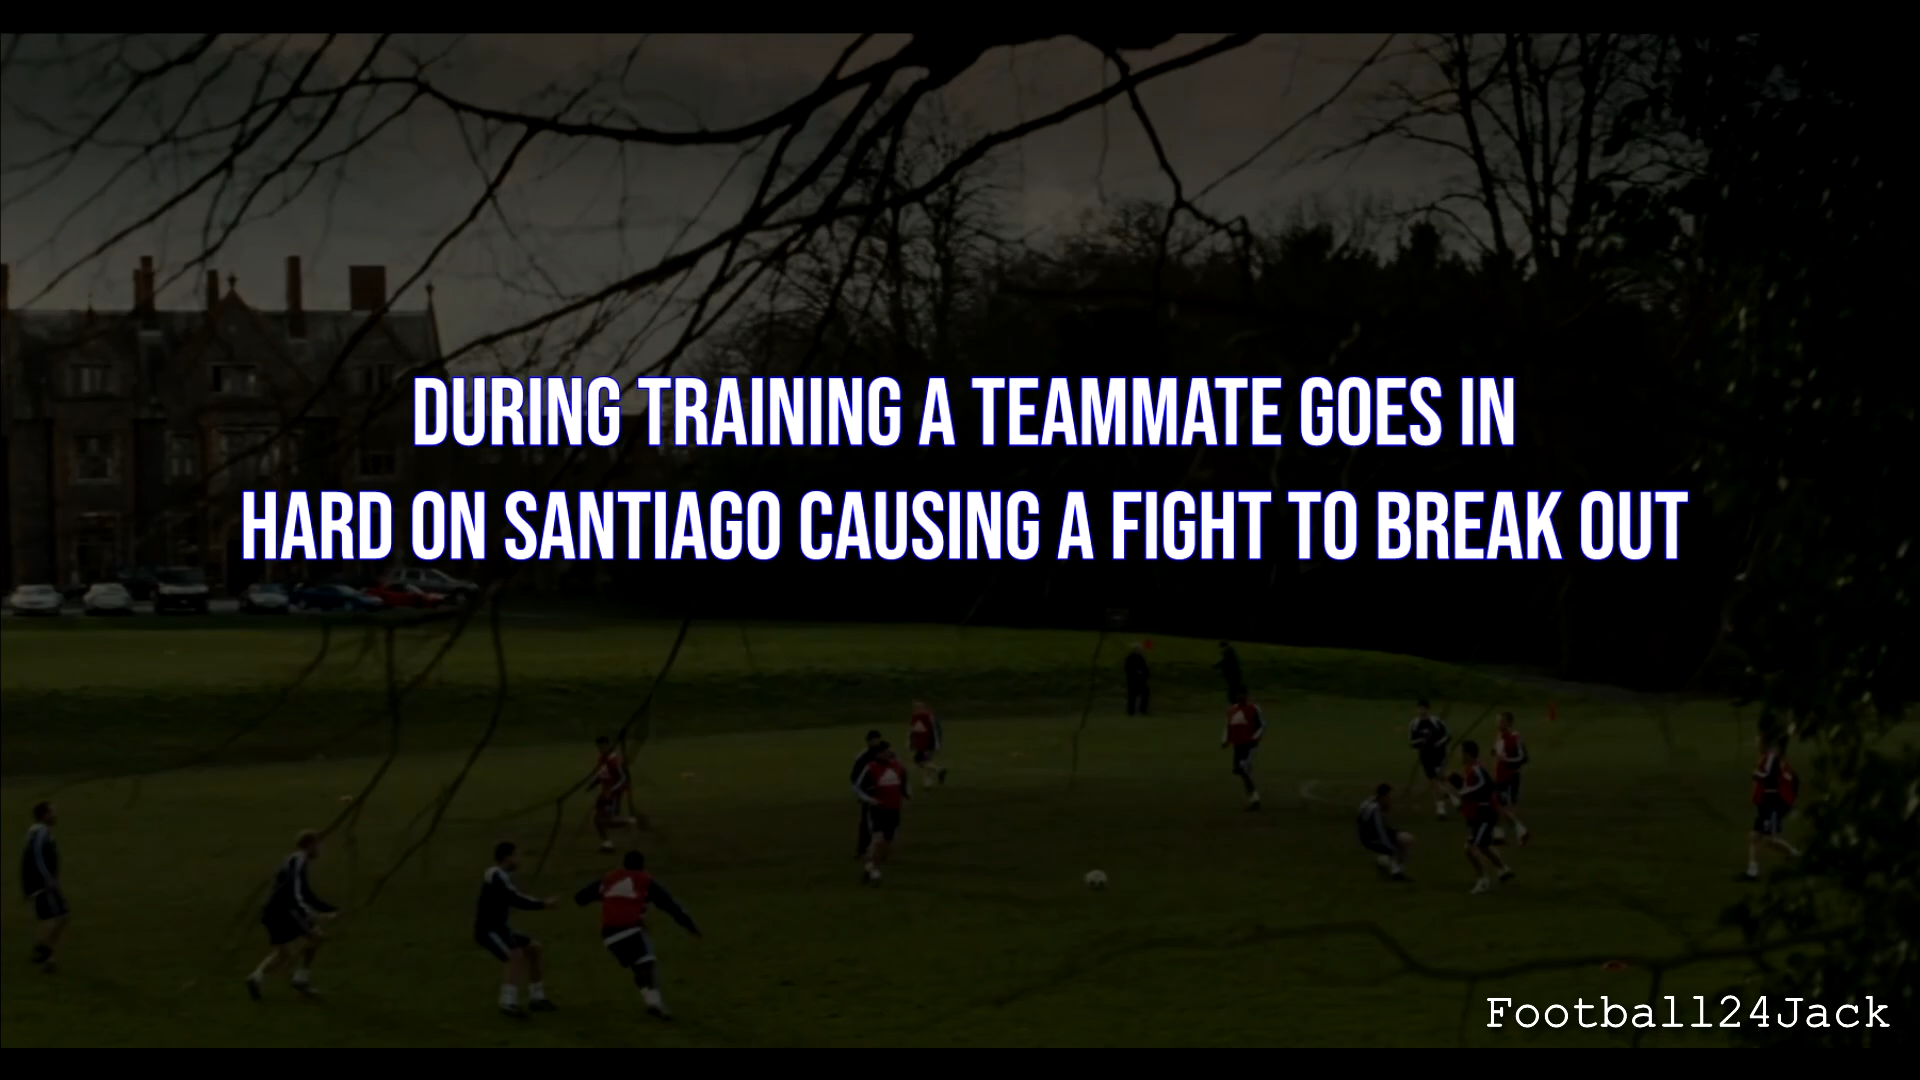 DURING TRAINING A TEAMMATE GOES IN
HARD ON SANTIAGO CAUSING A FIGHT TO BREAK OUT
Football24Jack